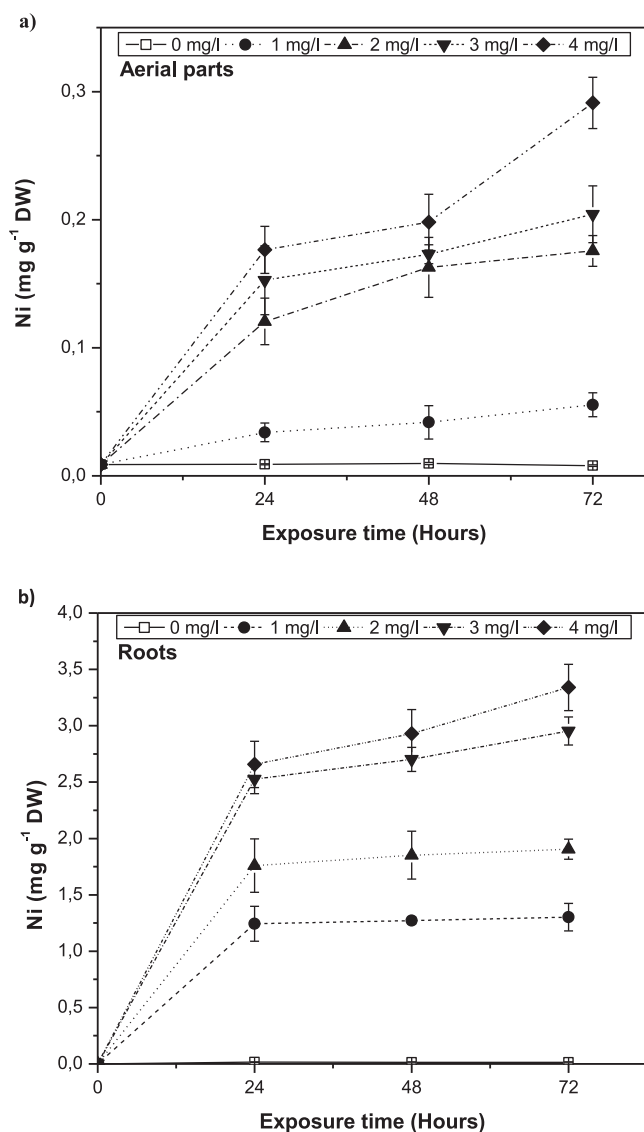 a)
0 mg/l 1 mg/l 2 mg/l 3 mg/l 4 mg/l
Aerial parts
0,3
0,2
0,1
0,0
Ni (mg g⁻¹ DW)
0 24 48 72
Exposure time (Hours)
b)
4,0
0 mg/l 1 mg/l 2 mg/l 3 mg/l 4 mg/l
Roots
3,5
3,0
2,5
2,0
1,5
1,0
0,5
0,0
Ni (mg g⁻¹ DW)
0 24 48 72
Exposure time (Hours)